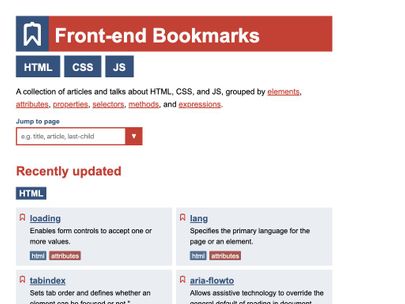 Front-end Bookmarks
HTML CSS JS
A collection of articles and talks about HTML, CSS, and JS, grouped by elements,
attributes, properties, selectors, methods, and expressions.
Jump to page
e.g. title, article, last-child
Recently updated
HTML
loading
Enables form controls to accept one or
more values.
html attributes
lang
Specifies the primary language for the
page or an element.
html attributes
tabindex
Sets tab order and defines whether an
element can be focused or not."
aria-flowto
Allows assistive technology to override the
general default of reading in document